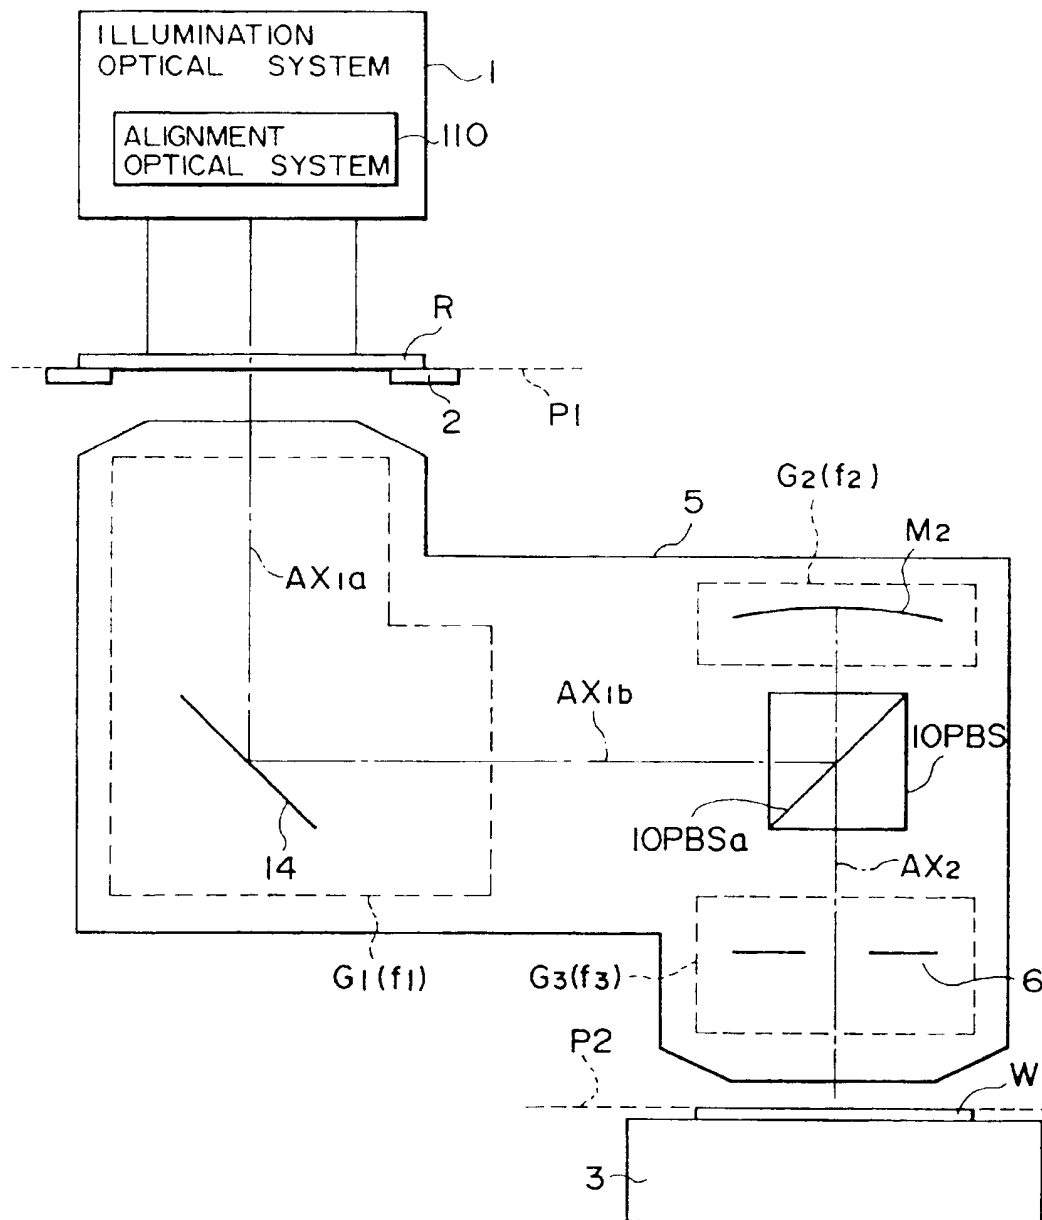 ILLUMINATION
OPTICAL SYSTEM
1
ALIGNMENT
OPTICAL SYSTEM
110
R
2
P1
G2(f2)
5
M2
AX1a
AX1b
10PBS
10PBSa
14
AX2
G1(f1)
G3(f3)
6
P2
W
3